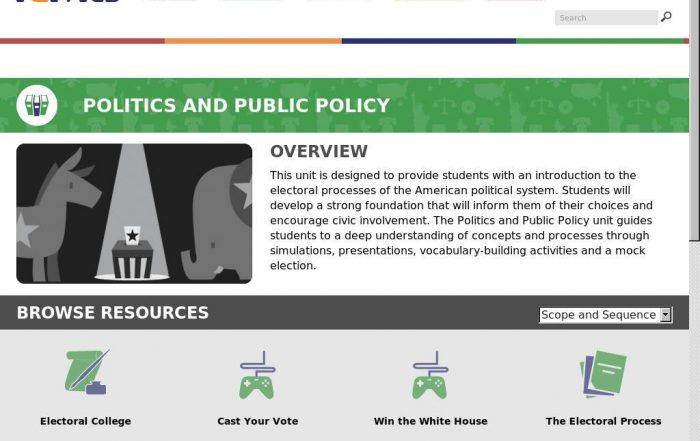 Search
POLITICS AND PUBLIC POLICY
OVERVIEW
This unit is designed to provide students with an introduction to the
electoral processes of the American political system. Students will
develop a strong foundation that will inform them of their choices and
encourage civic involvement. The Politics and Public Policy unit guides
students to a deep understanding of concepts and processes through
simulations, presentations, vocabulary-building activities and a mock
election.
BROWSE RESOURCES
Scope and Sequence
Electoral College
Cast Your Vote
Win the White House
The Electoral Process